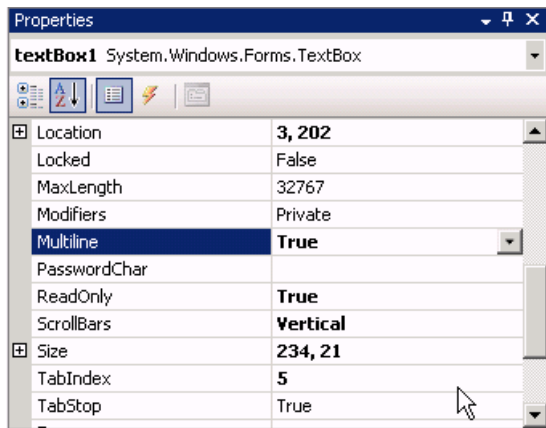 Properties
textBox1 System.Windows.Forms.TextBox
Location 3, 202
Locked False
MaxLength 32767
Modifiers Private
Multiline True
PasswordChar
ReadOnly True
ScrollBars Vertical
Size 234, 21
TabIndex 5
TabStop True